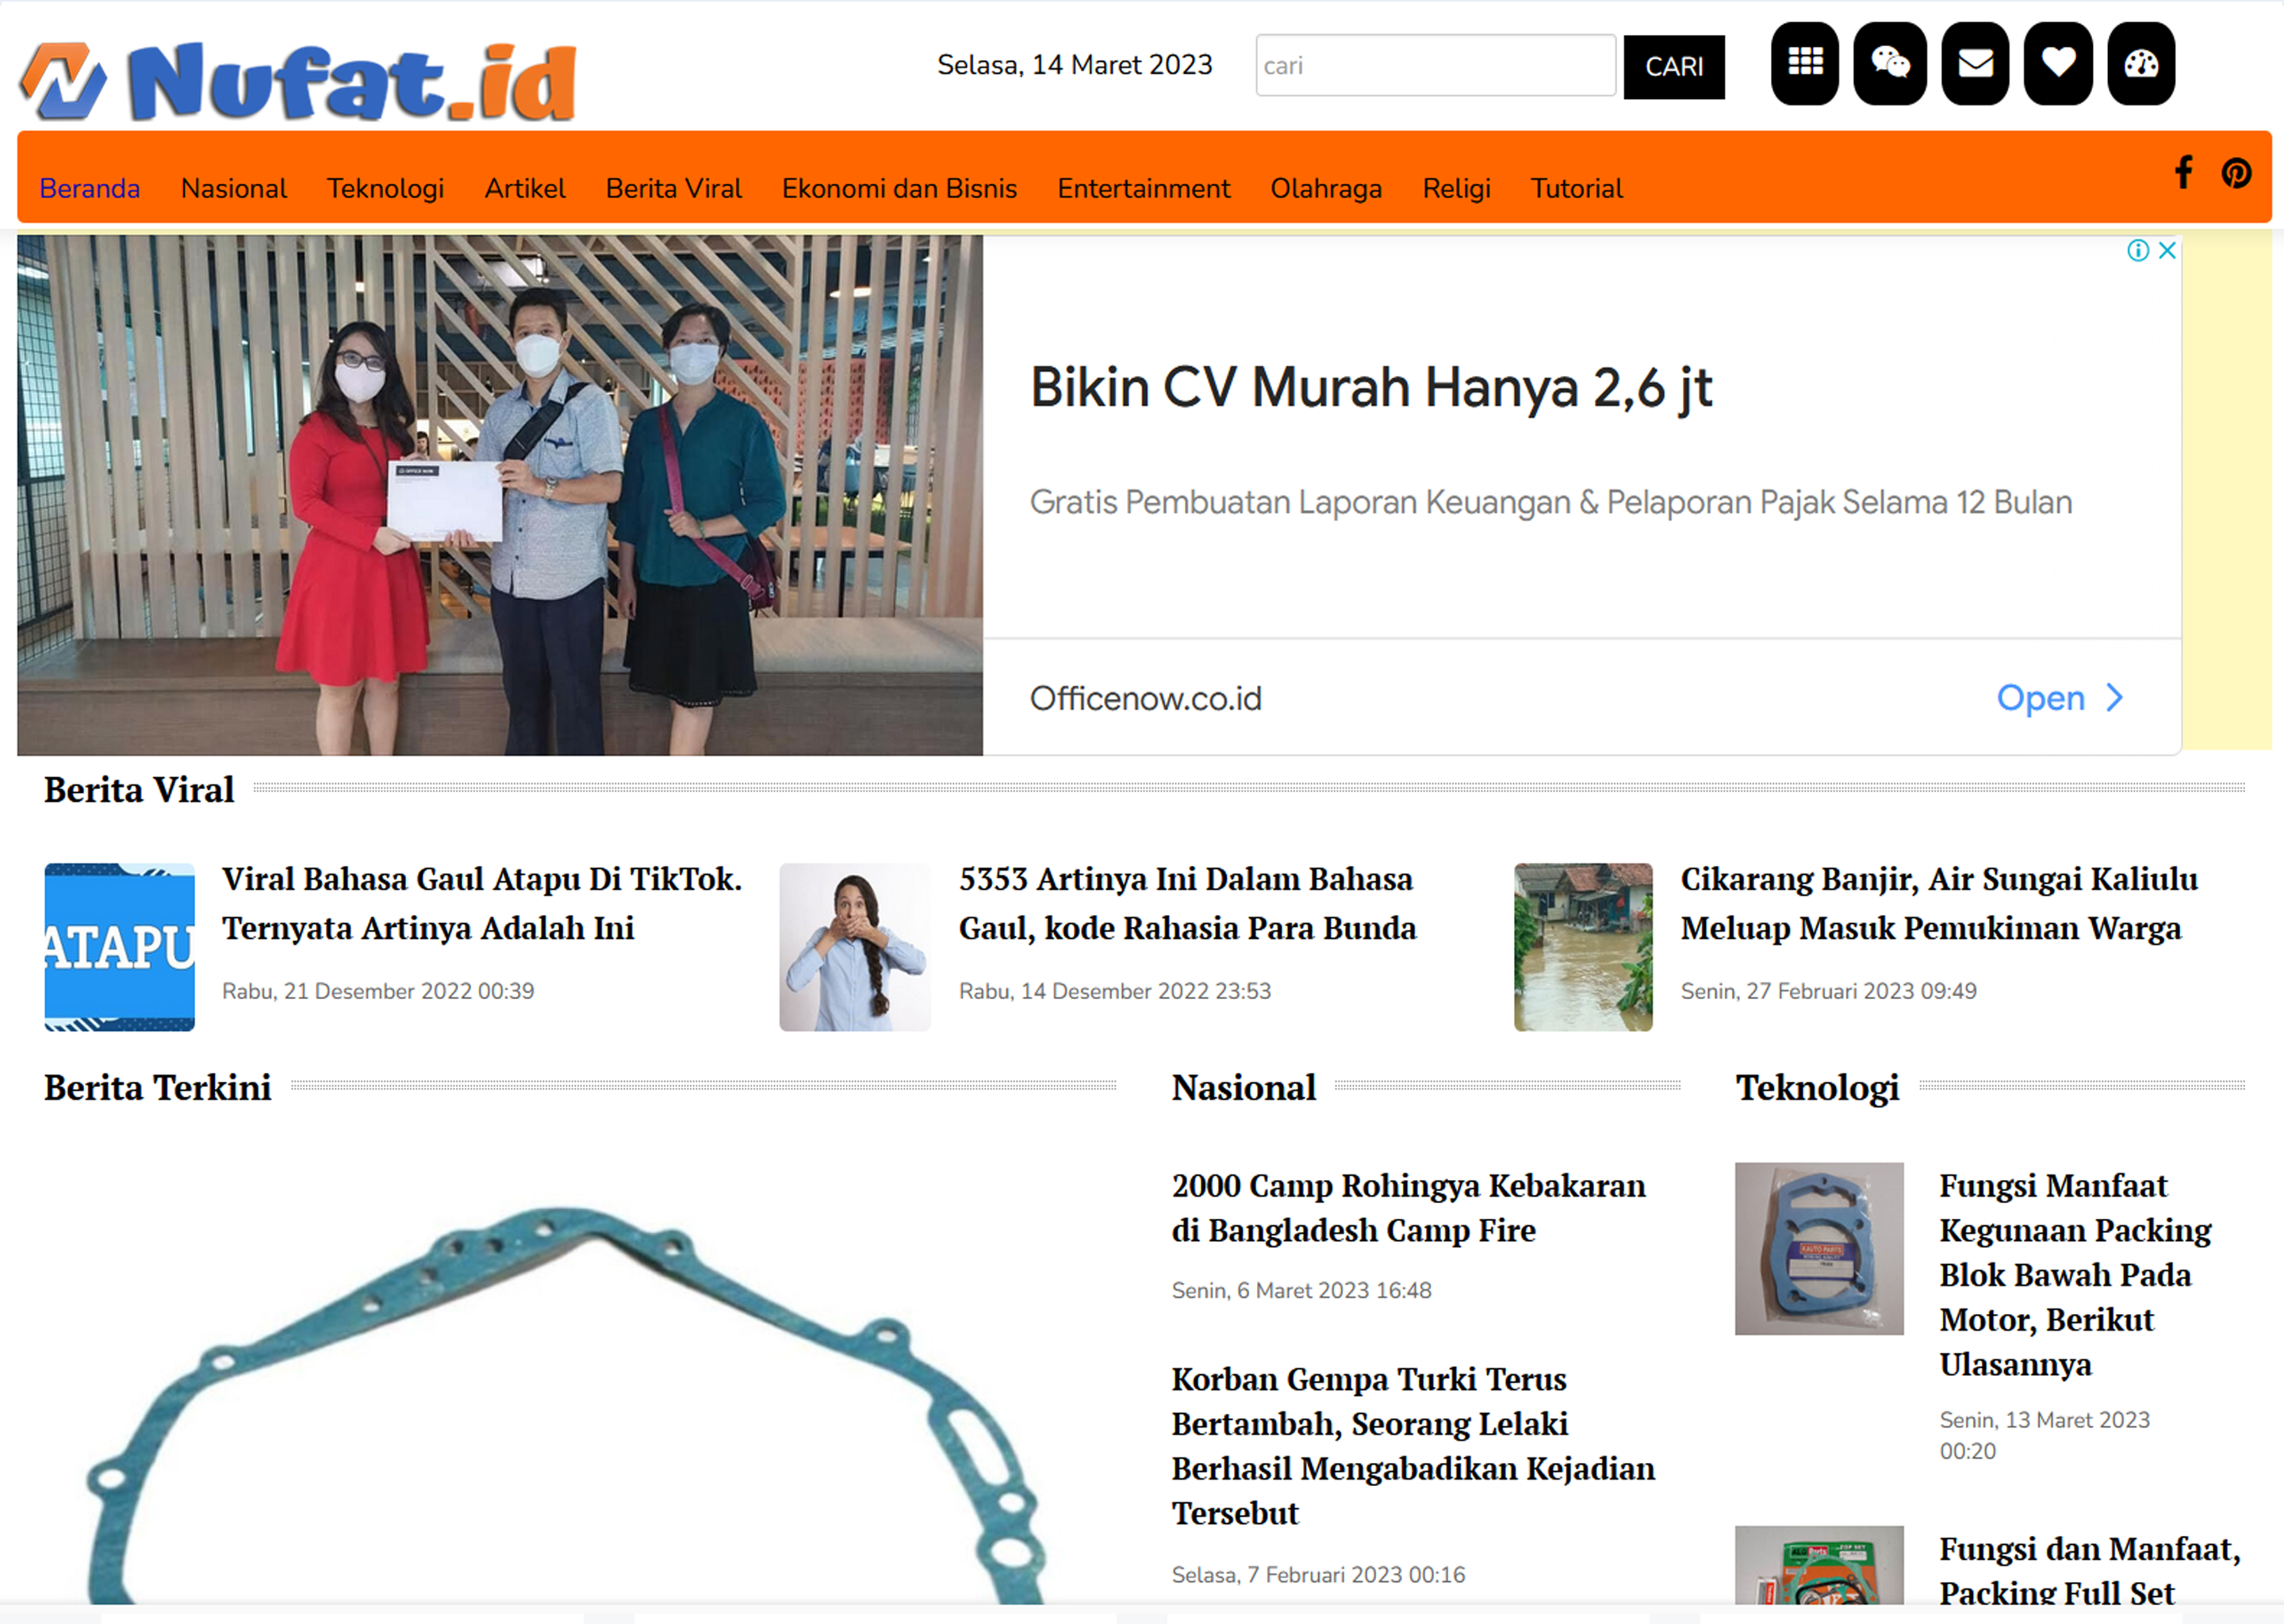 Nufat.id
Selasa, 14 Maret 2023
cari
CARI
Beranda
Nasional
Teknologi
Artikel
Berita Viral
Ekonomi dan Bisnis
Entertainment
Olahraga
Religi
Tutorial
OFFICE NOW
Bikin CV Murah Hanya 2,6 jt
Gratis Pembuatan Laporan Keuangan & Pelaporan Pajak Selama 12 Bulan
Officenow.co.id
Open
Berita Viral
ATAPU
Viral Bahasa Gaul Atapu Di TikTok.
Ternyata Artinya Adalah Ini
Rabu, 21 Desember 2022 00:39
5353 Artinya Ini Dalam Bahasa
Gaul, kode Rahasia Para Bunda
Rabu, 14 Desember 2022 23:53
Cikarang Banjir, Air Sungai Kaliulu
Meluap Masuk Pemukiman Warga
Senin, 27 Februari 2023 09:49
Berita Terkini
Nasional
2000 Camp Rohingya Kebakaran
di Bangladesh Camp Fire
Senin, 6 Maret 2023 16:48
Korban Gempa Turki Terus
Bertambah, Seorang Lelaki
Berhasil Mengabadikan Kejadian
Tersebut
Selasa, 7 Februari 2023 00:16
Teknologi
Fungsi Manfaat
Kegunaan Packing
Blok Bawah Pada
Motor, Berikut
Ulasannya
Senin, 13 Maret 2023
00:20
Fungsi dan Manfaat,
Packing Full Set